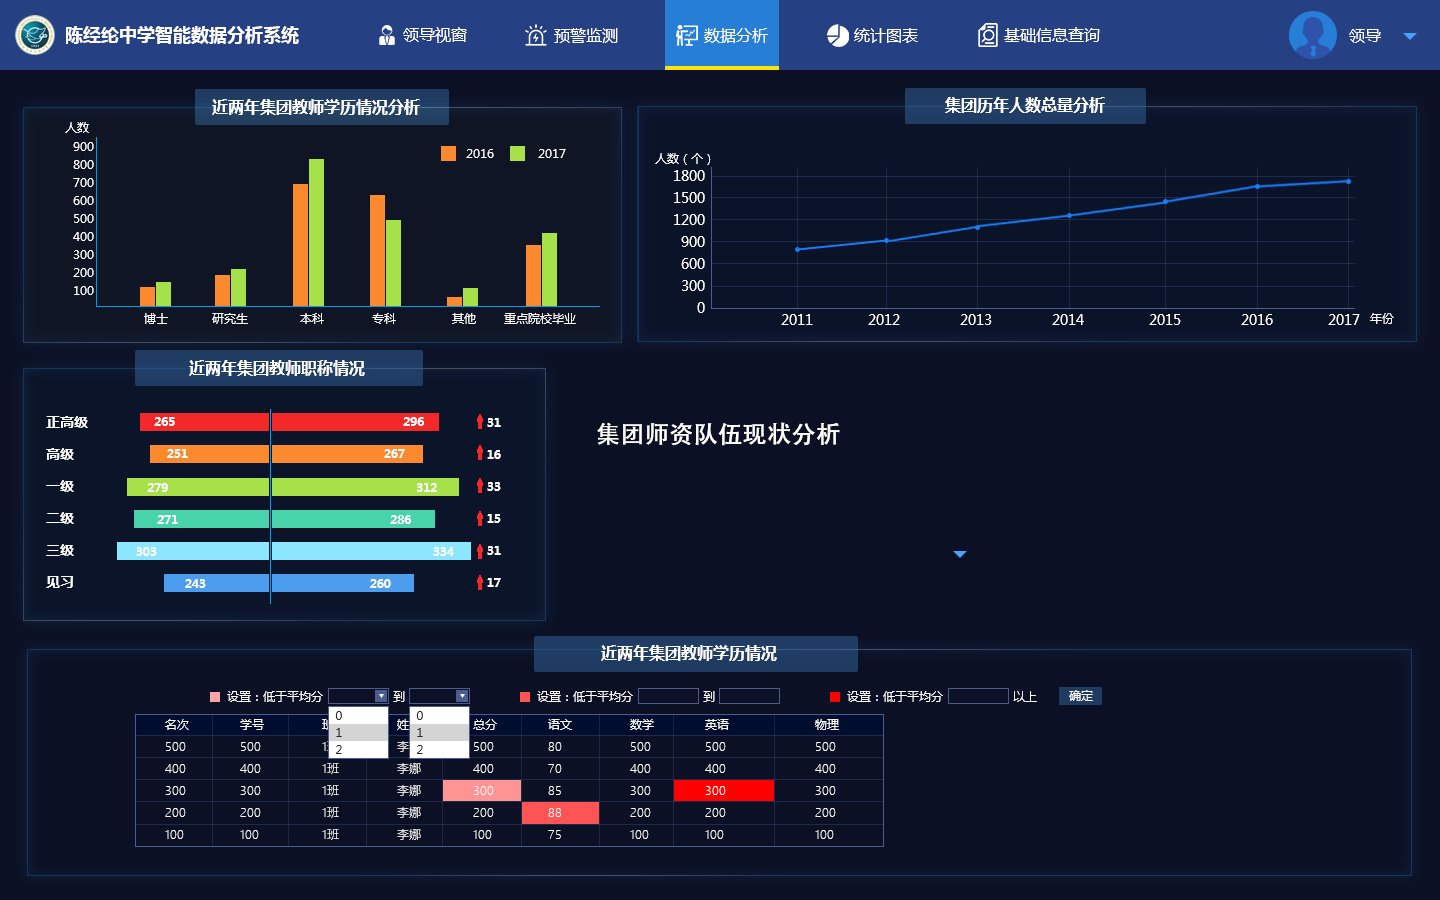 陈经纶中学智能数据分析系统 领导视窗 预警监测 数据分析 统计图表 基础信息查询 领导
近两年集团教师学历情况分析
人数
2016 2017
900
800
700
600
500
400
300
200
100
博士 研究生 本科 专科 其他 重点院校毕业
集团历年人数总量分析
人数（个）
1800
1500
1200
900
600
300
0
2011 2012 2013 2014 2015 2016 2017 年份
近两年集团教师职称情况
正高级 265 296 31
高级 251 267 16
一级 279 312 33
二级 271 286 15
三级 303 334 31
见习 243 260 17
集团师资队伍现状分析
近两年集团教师学历情况
设置：低于平均分 到 设置：低于平均分 到 设置：低于平均分 以上 确定
0 0
1 1
2 2
名次 学号 姓 总分 语文 数学 英语 物理
500 500 1 李 500 80 500 500 500
400 400 1班 李娜 400 70 400 400 400
300 300 1班 李娜 300 85 300 300 300
200 200 1班 李娜 200 88 200 200 200
100 100 1班 李娜 100 75 100 100 100